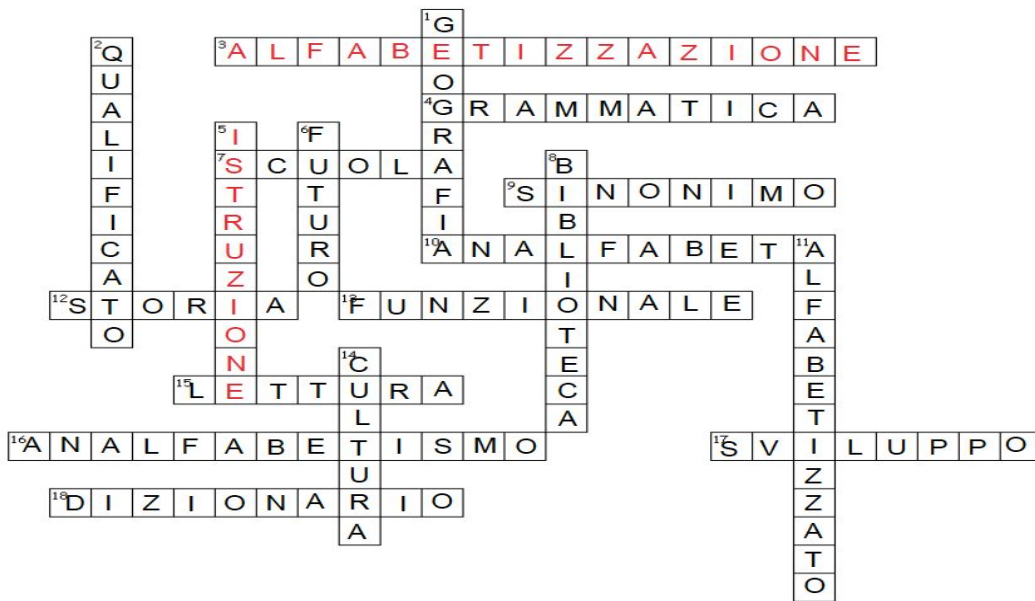 1 GEOGRAFIA
2 QUALIFICATO
3 ALFABETIZZAZIONE
4 GRAMMATICA
5 ISTRUZIONE
6 FUTURO
7 SCUOLA
8 BIBLIOTECA
9 SINONIMO
10 ANALFABETA
11 ALFABETIZZATO
12 STORIA
13 FUNZIONALE
14 CULTURA
15 LETTURA
16 ANALFABETISMO
17 SVILUPPO
18 DIZIONARIO